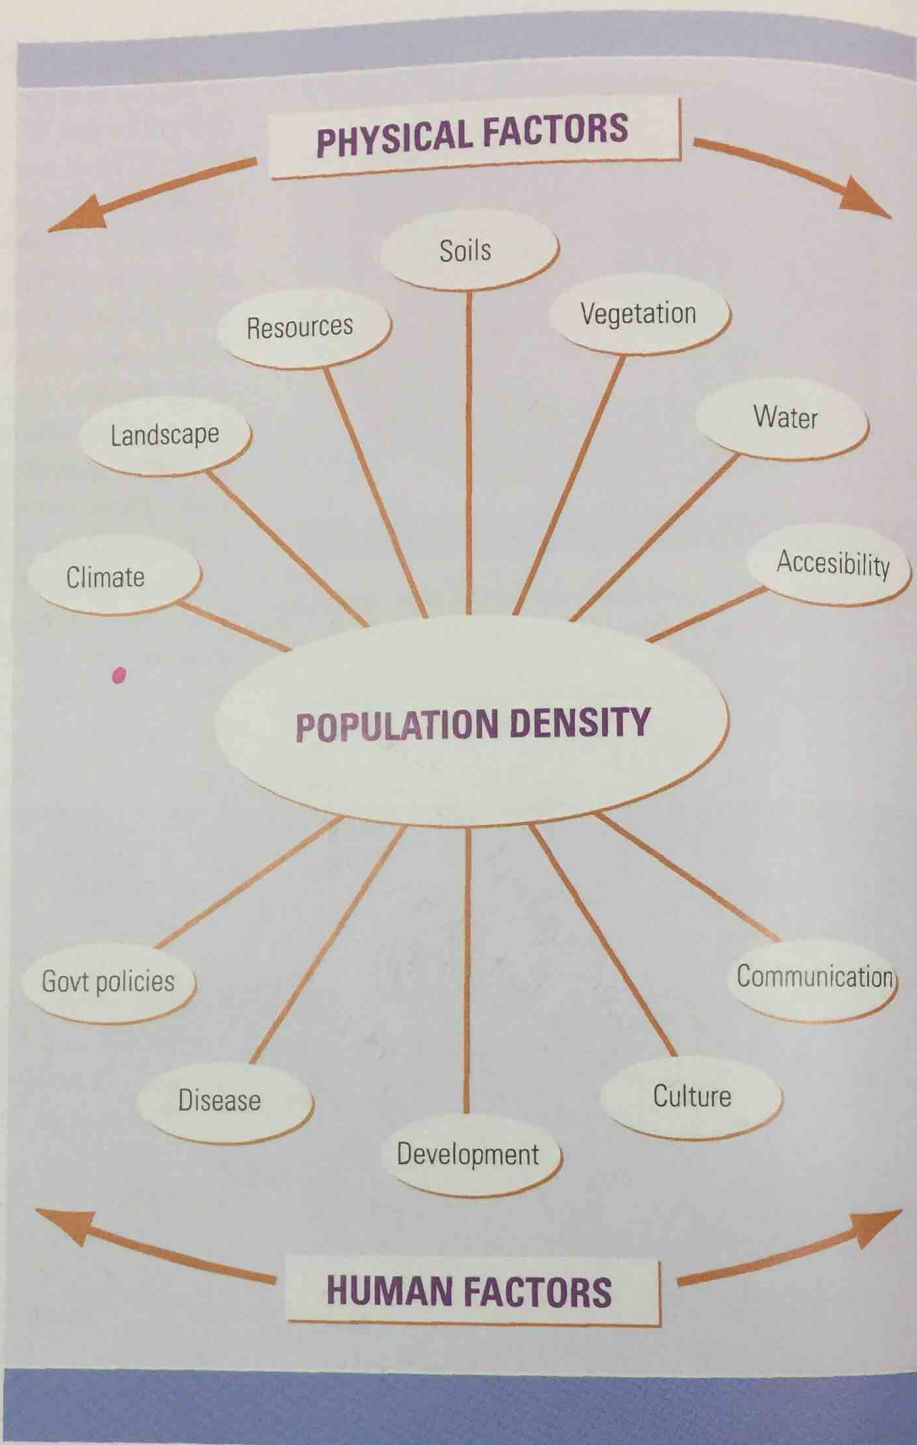 PHYSICAL FACTORS
Soils
Resources
Vegetation
Landscape
Water
Climate
Accesibility
POPULATION DENSITY
Govt policies
Communication
Disease
Culture
Development
HUMAN FACTORS